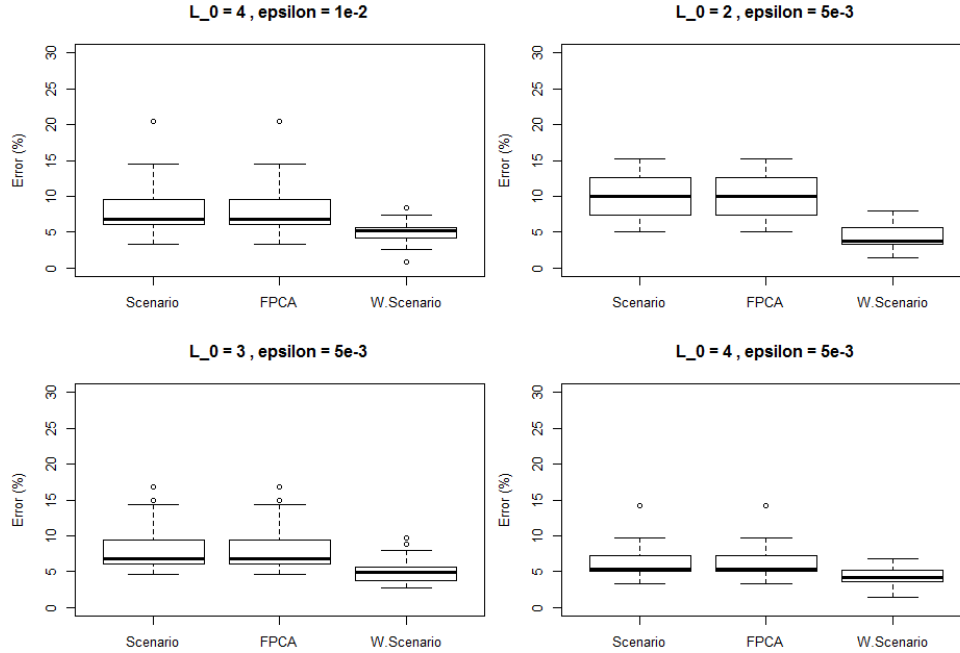 L_0 = 4 , epsilon = 1e-2
Error (%)
30
25
20
15
10
5
0
Scenario FPCA W.Scenario
L_0 = 2 , epsilon = 5e-3
Error (%)
30
25
20
15
10
5
0
Scenario FPCA W.Scenario
L_0 = 3 , epsilon = 5e-3
Error (%)
30
25
20
15
10
5
0
Scenario FPCA W.Scenario
L_0 = 4 , epsilon = 5e-3
Error (%)
30
25
20
15
10
5
0
Scenario FPCA W.Scenario